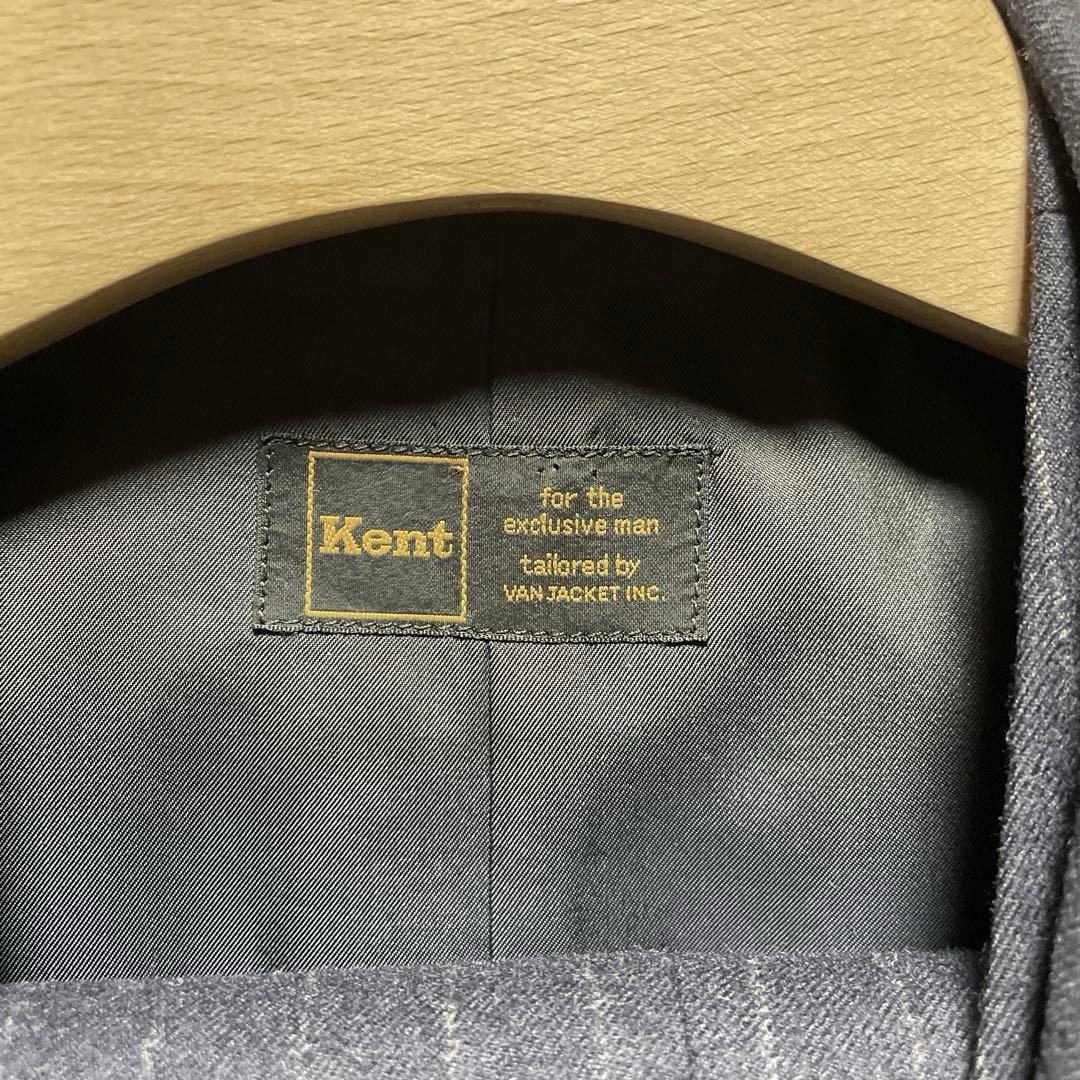 Kent
for the
exclusive man
tailored by
VAN JACKET INC.